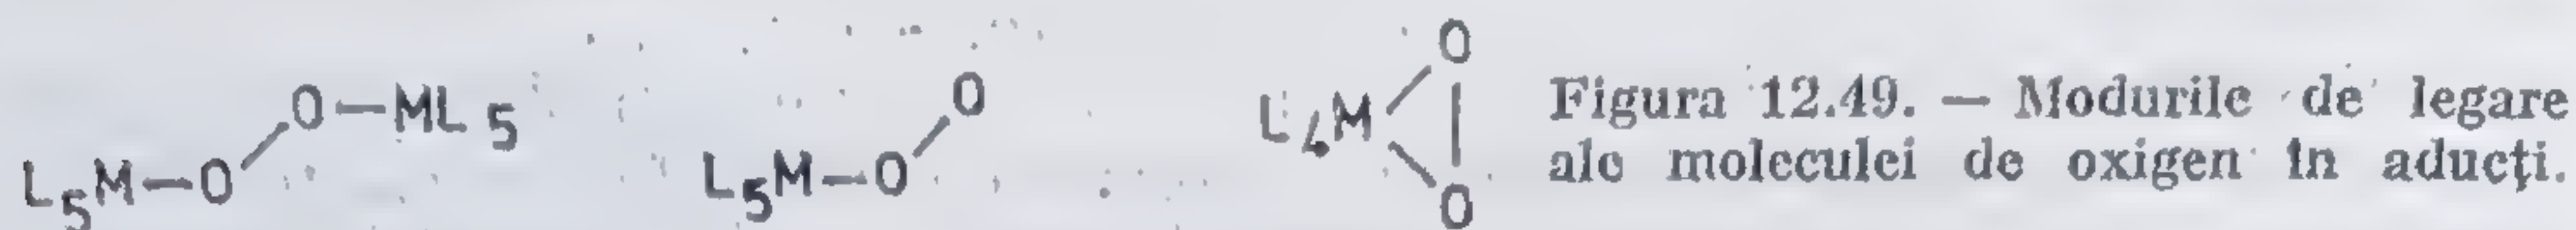 O
O—ML₅
L₅M—O
O
L₅M—O
O
L₄M
O
Figura 12.49. — Modurile de legare
ale moleculei de oxigen în aducți.